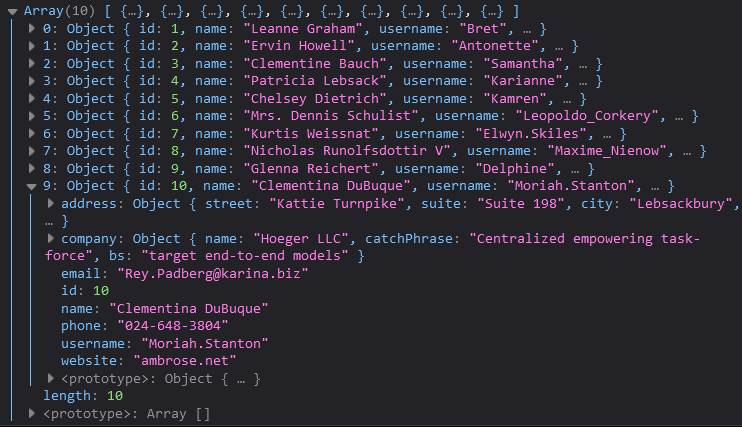 Array(10) [ {…}, {…}, {…}, {…}, {…}, {…}, {…}, {…}, {…}, {…} ]
0: Object { id: 1, name: "Leanne Graham", username: "Bret", … }
1: Object { id: 2, name: "Ervin Howell", username: "Antonette", … }
2: Object { id: 3, name: "Clementine Bauch", username: "Samantha", … }
3: Object { id: 4, name: "Patricia Lebsack", username: "Karianne", … }
4: Object { id: 5, name: "Chelsey Dietrich", username: "Kamren", … }
5: Object { id: 6, name: "Mrs. Dennis Schulist", username: "Leopoldo_Corkery", … }
6: Object { id: 7, name: "Kurtis Weissnat", username: "Elwyn.Skiles", … }
7: Object { id: 8, name: "Nicholas Runolfsdottir V", username: "Maxime_Nienow", … }
8: Object { id: 9, name: "Glenna Reichert", username: "Delphine", … }
9: Object { id: 10, name: "Clementina DuBuque", username: "Moriah.Stanton", … }
address: Object { street: "Kattie Turnpike", suite: "Suite 198", city: "Lebsackbury",
… }
company: Object { name: "Hoeger LLC", catchPhrase: "Centralized empowering task-
force", bs: "target end-to-end models" }
email: "Rey.Padberg@karina.biz"
id: 10
name: "Clementina DuBuque"
phone: "024-648-3804"
username: "Moriah.Stanton"
website: "ambrose.net"
<prototype>: Object { … }
length: 10
<prototype>: Array []